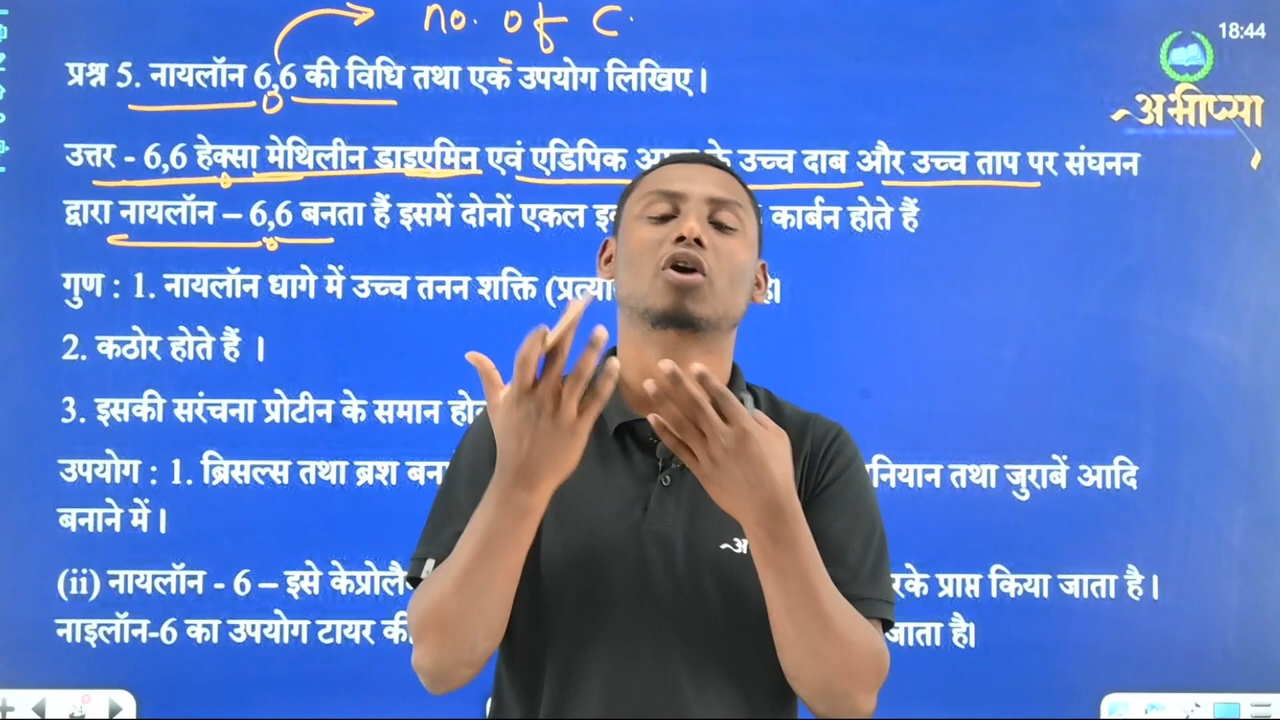 no. of C
18:44
प्रश्न 5. नायलॉन 6,6 की विधि तथा एक उपयोग लिखिए।
अभीप्सा
उत्तर - 6,6 हेक्सा मेथिलीन डाइएमिन एवं एडिपिक के उच्च दाब और उच्च ताप पर संघनन
द्वारा नायलॉन – 6,6 बनता हैं इसमें दोनों एकल कार्बन होते हैं
गुण : 1. नायलॉन धागे में उच्च तनन शक्ति
2. कठोर होते हैं ।
3. इसकी सरंचना प्रोटीन के समान
उपयोग : 1. ब्रिसल्स तथा ब्रश तथा जुराबें आदि
बनाने में।
(ii) नायलॉन - 6 – इसे प्राप्त किया जाता है।
नाइलॉन-6 का उपयोग टायर की जाता है।